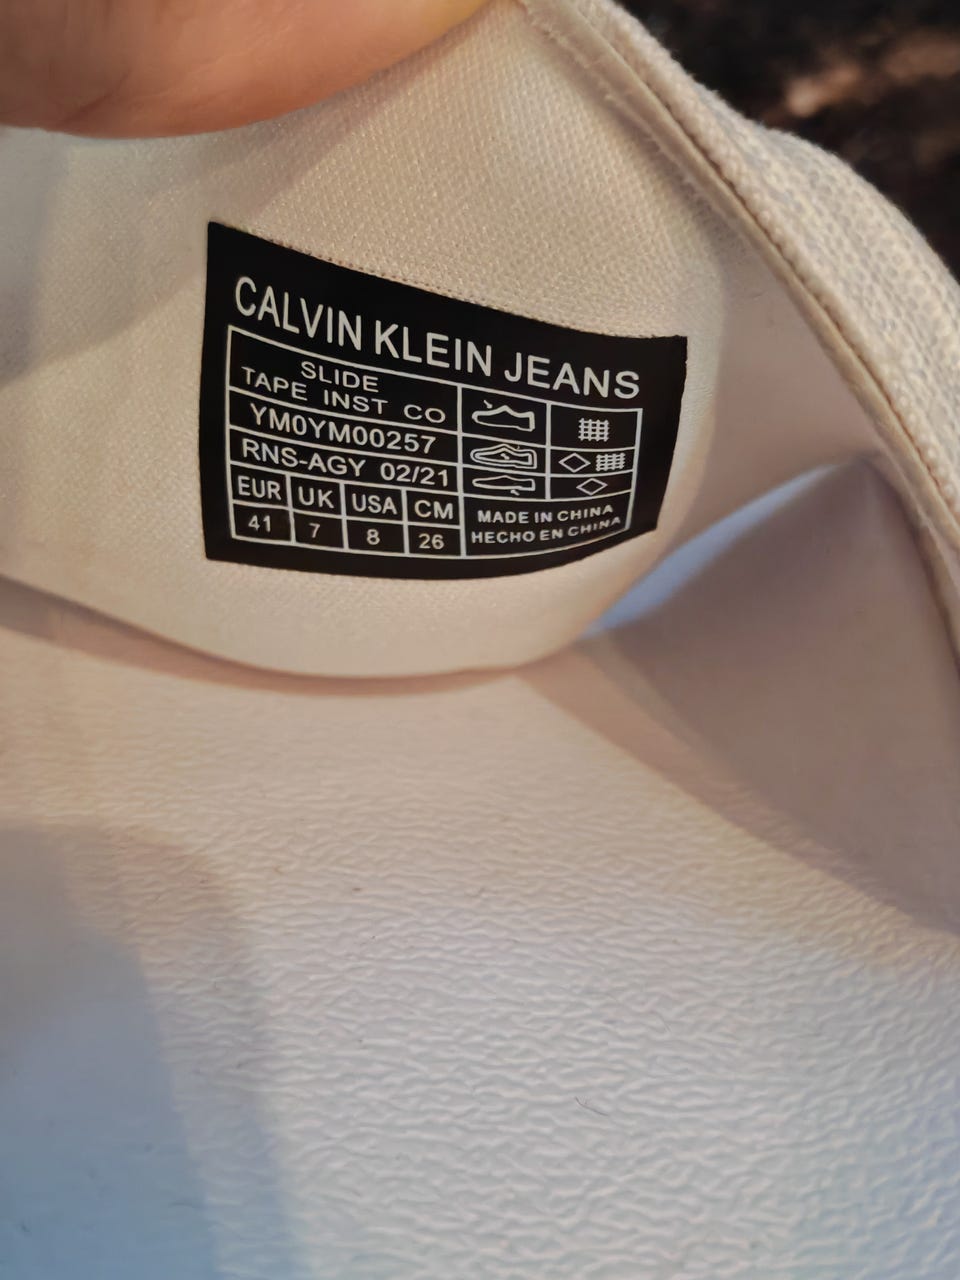 CALVIN KLEIN JEANS
SLIDE
TAPE INST CO
YM0YM00257
RNS-AGY 02/21
EUR UK USA CM
41 7 8 26
MADE IN CHINA
HECHO EN CHINA